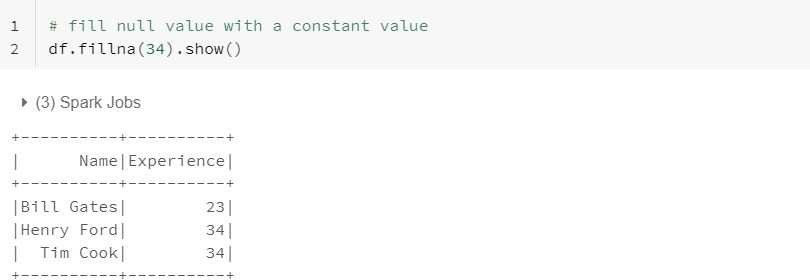 1 # fill null value with a constant value
2 df.fillna(34).show()
(3) Spark Jobs
+----------+----------+
|      Name|Experience|
+----------+----------+
|Bill Gates|        23|
|Henry Ford|        34|
|  Tim Cook|        34|
+----------+----------+